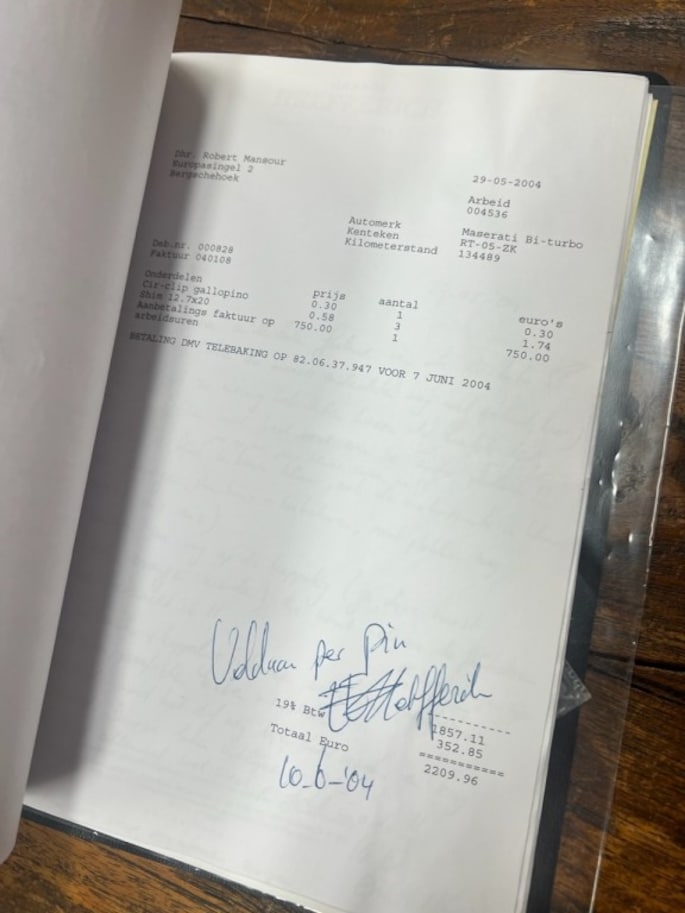 Dhr. Robert Mansour
Europasingel 2
Bergschehoek
29-05-2004
Arbeid
004536
Automerk Maserati Bi-turbo
Kenteken RT-05-ZK
Kilometerstand 134489
Deb.nr. 000828
Faktuur 040108
Onderdelen prijs aantal euro's
Cir-clip gallopino 0.30 1 0.30
Shim 12.7x20 0.58 3 1.74
Aanbetalings faktuur op 750.00 1 750.00
arbeidsuren
BETALING DMV TELEBAKING OP 82.06.37.947 VOOR 7 JUNI 2004
Voldaan per Pin
-----------
1857.11
19% Btw 352.85
===========
Totaal Euro 2209.96
10-6-'04